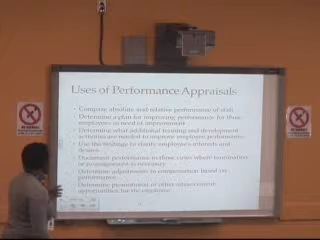 Uses of Performance Appraisals
Compare absolute and relative performance of staff
Determine a plan for improving performance for those
employees in need of improvement
Determine what additional training and development
activities are needed to improve employee performance
Use the findings to clarify employee's interests and
desires
Document performance in those cases where termination
or re-assignment is necessary
Determine adjustments to compensation based on
performance
Determine promotional or other advancement
opportunities for the employee